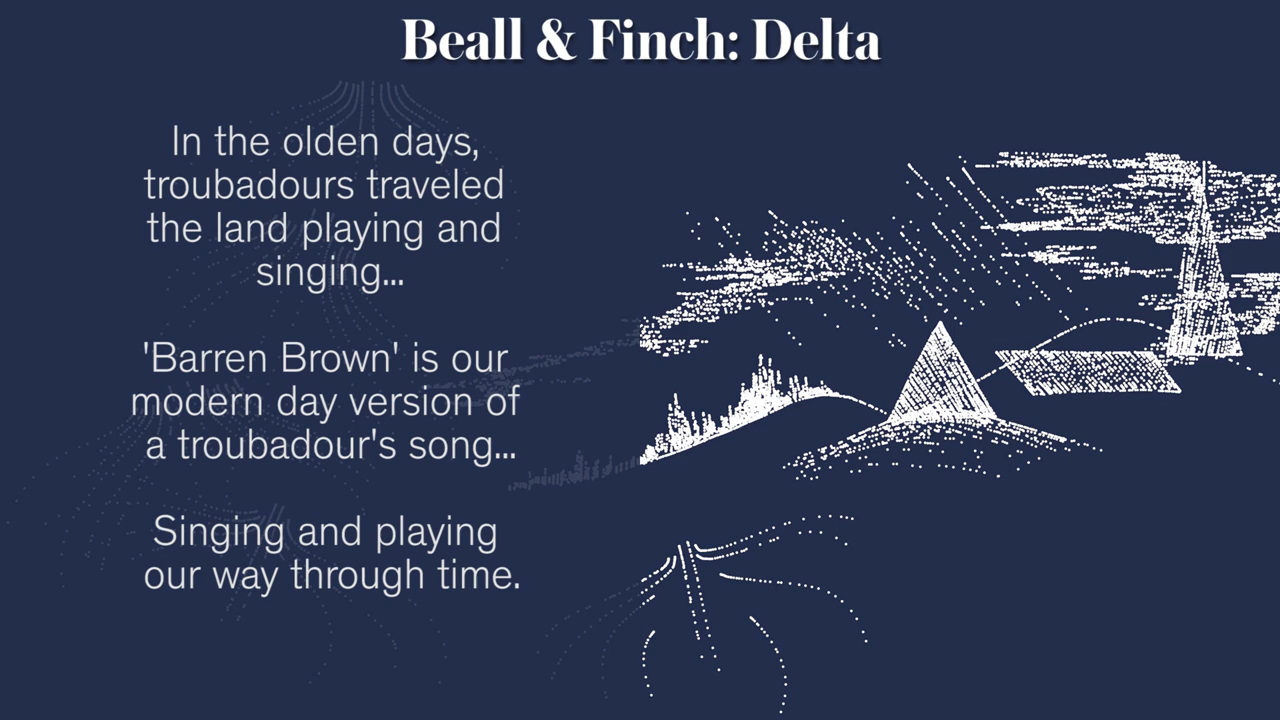 Beall & Finch: Delta
In the olden days,
troubadours traveled
the land playing and
singing...
'Barren Brown' is our
modern day version of
a troubadour's song...
Singing and playing
our way through time.